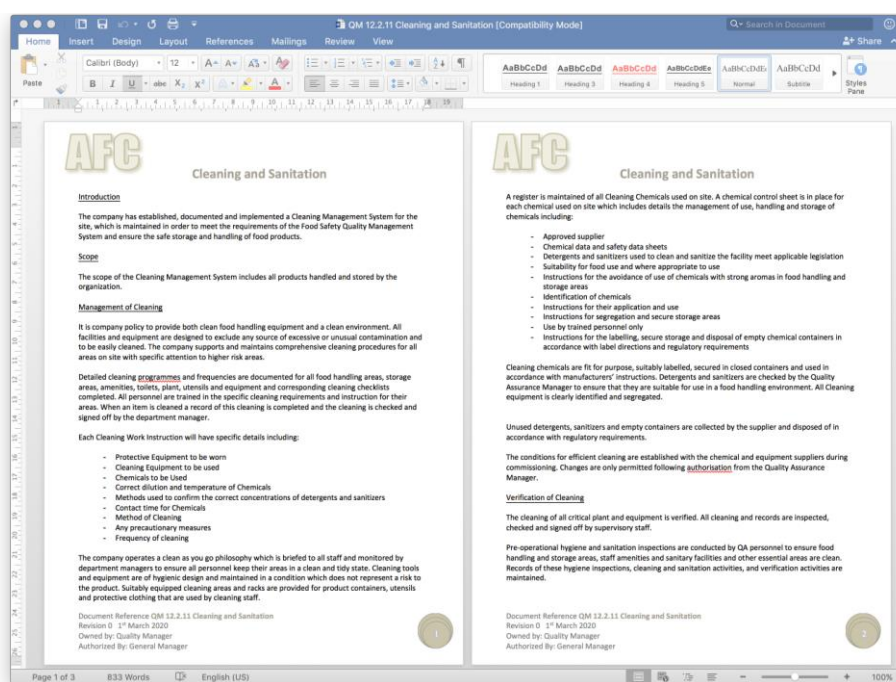 QM 12.2.11 Cleaning and Sanitation [Compatibility Mode]
Search in Document
Home Insert Design Layout References Mailings Review View
Share
Calibri (Body) 12
Paste
AaBbCcDd AaBbCcDd AaBbCcDd AaBbCcDdEe AaBbCcDdEe AaBbCcDd
Heading 1 Heading 3 Heading 4 Heading 5 Normal Subtitle
Styles Pane
AFC
Cleaning and Sanitation
Introduction
The company has established, documented and implemented a Cleaning Management System for the
site, which is maintained in order to meet the requirements of the Food Safety Quality Management
System and ensure the safe storage and handling of food products.
Scope
The scope of the Cleaning Management System includes all products handled and stored by the
organization.
Management of Cleaning
It is company policy to provide both clean food handling equipment and a clean environment. All
facilities and equipment are designed to exclude any source of excessive or unusual contamination and
to be easily cleaned. The company supports and maintains comprehensive cleaning procedures for all
areas on site with specific attention to higher risk areas.
Detailed cleaning programmes and frequencies are documented for all food handling areas, storage
areas, amenities, toilets, plant, utensils and equipment and corresponding cleaning checklists
completed. All personnel are trained in the specific cleaning requirements and instruction for their
areas. When an item is cleaned a record of this cleaning is completed and the cleaning is checked and
signed off by the department manager.
Each Cleaning Work Instruction will have specific details including:
- Protective Equipment to be worn
- Cleaning Equipment to be used
- Chemicals to be Used
- Correct dilution and temperature of Chemicals
- Methods used to confirm the correct concentrations of detergents and sanitizers
- Contact time for Chemicals
- Method of Cleaning
- Any precautionary measures
- Frequency of cleaning
The company operates a clean as you go philosophy which is briefed to all staff and monitored by
department managers to ensure all personnel keep their areas in a clean and tidy state. Cleaning tools
and equipment are of hygienic design and maintained in a condition which does not represent a risk to
the product. Suitably equipped cleaning areas and racks are provided for product containers, utensils
and protective clothing that are used by cleaning staff.
Document Reference QM 12.2.11 Cleaning and Sanitation
Revision 0 1st March 2020
Owned by: Quality Manager
Authorized By: General Manager
1
AFC
Cleaning and Sanitation
A register is maintained of all Cleaning Chemicals used on site. A chemical control sheet is in place for
each chemical used on site which includes details the management of use, handling and storage of
chemicals including:
- Approved supplier
- Chemical data and safety data sheets
- Detergents and sanitizers used to clean and sanitize the facility meet applicable legislation
- Suitability for food use and where appropriate to use
- Instructions for the avoidance of use of chemicals with strong aromas in food handling and
storage areas
- Identification of chemicals
- Instructions for their application and use
- Instructions for segregation and secure storage areas
- Use by trained personnel only
- Instructions for the labelling, secure storage and disposal of empty chemical containers in
accordance with label directions and regulatory requirements
Cleaning chemicals are fit for purpose, suitably labelled, secured in closed containers and used in
accordance with manufacturers' instructions. Detergents and sanitizers are checked by the Quality
Assurance Manager to ensure that they are suitable for use in a food handling environment. All Cleaning
equipment is clearly identified and segregated.
Unused detergents, sanitizers and empty containers are collected by the supplier and disposed of in
accordance with regulatory requirements.
The conditions for efficient cleaning are established with the chemical and equipment suppliers during
commissioning. Changes are only permitted following authorisation from the Quality Assurance
Manager.
Verification of Cleaning
The cleaning of all critical plant and equipment is verified. All cleaning and records are inspected,
checked and signed off by supervisory staff.
Pre-operational hygiene and sanitation inspections are conducted by QA personnel to ensure food
handling and storage areas, staff amenities and sanitary facilities and other essential areas are clean.
Records of these hygiene inspections, cleaning and sanitation activities, and verification activities are
maintained.
Document Reference QM 12.2.11 Cleaning and Sanitation
Revision 0 1st March 2020
Owned by: Quality Manager
Authorized By: General Manager
2
Page 1 of 3 833 Words English (US) 100%